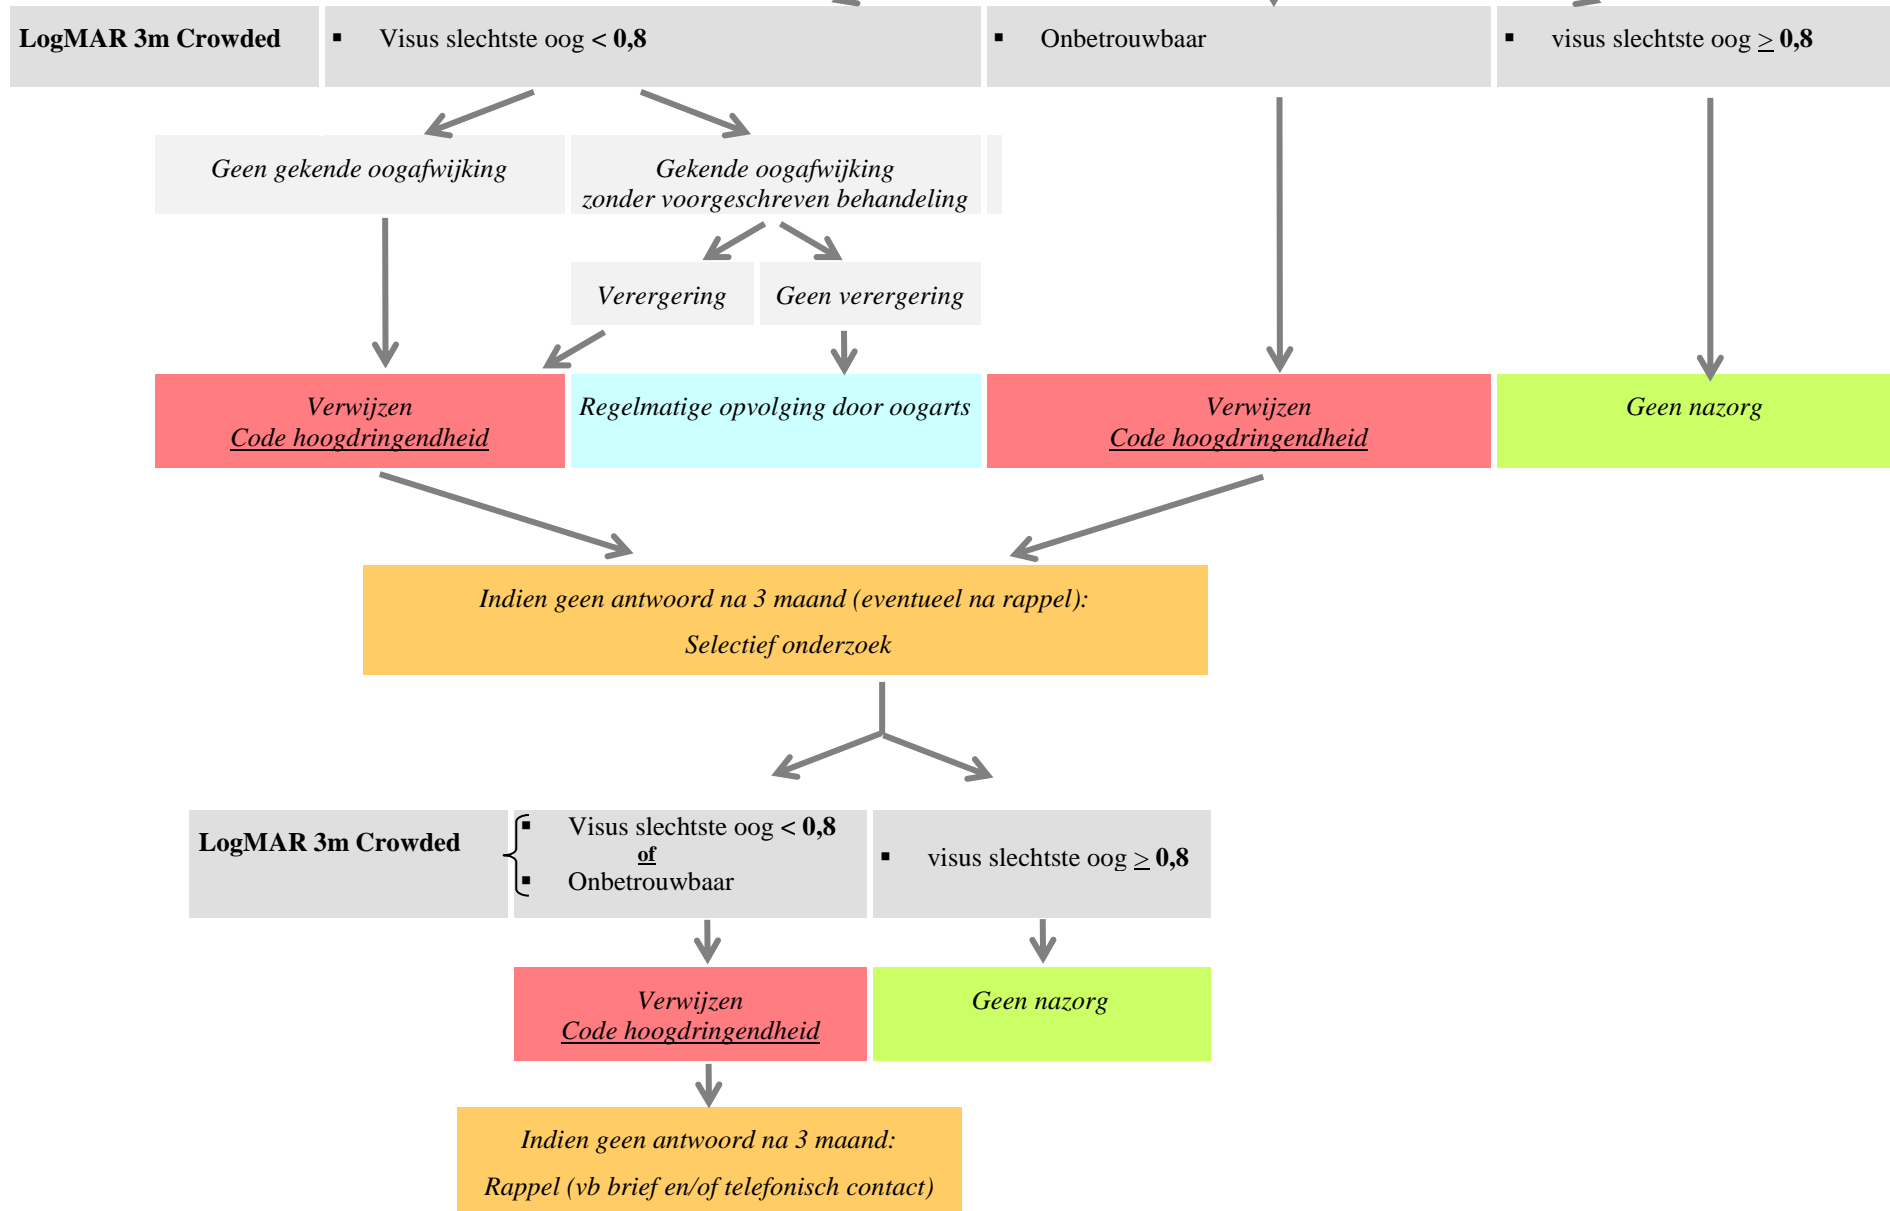 LogMAR 3m Crowded
▪ Visus slechtste oog < 0,8
▪ Onbetrouwbaar
▪ visus slechtste oog ≥ 0,8
Geen gekende oogafwijking
Gekende oogafwijking
zonder voorgeschreven behandeling
Verergering
Geen verergering
Verwijzen
Code hoogdringendheid
Regelmatige opvolging door oogarts
Verwijzen
Code hoogdringendheid
Geen nazorg
Indien geen antwoord na 3 maand (eventueel na rappel):
Selectief onderzoek
LogMAR 3m Crowded
▪ Visus slechtste oog < 0,8
of
▪ Onbetrouwbaar
▪ visus slechtste oog ≥ 0,8
Verwijzen
Code hoogdringendheid
Geen nazorg
Indien geen antwoord na 3 maand:
Rappel (vb brief en/of telefonisch contact)